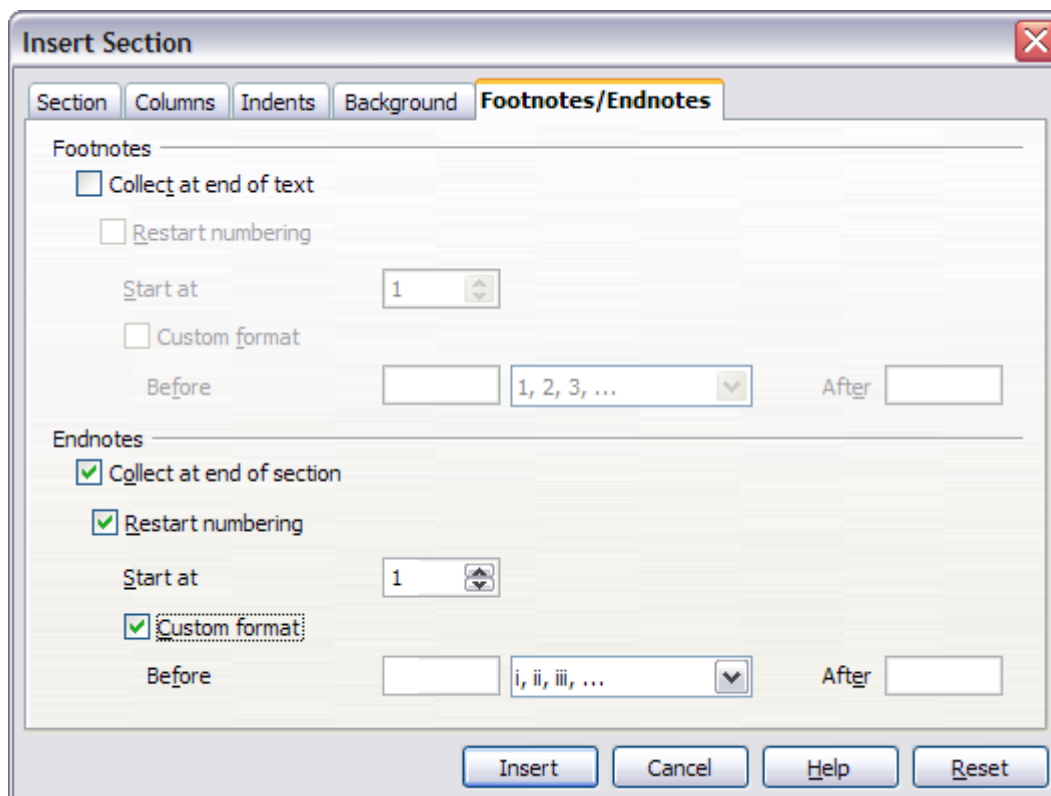 Insert Section
Section Columns Indents Background Footnotes/Endnotes
Footnotes
Collect at end of text
Restart numbering
Start at 1
Custom format
Before 1, 2, 3, ... After
Endnotes
Collect at end of section
Restart numbering
Start at 1
Custom format
Before i, ii, iii, ... After
Insert Cancel Help Reset